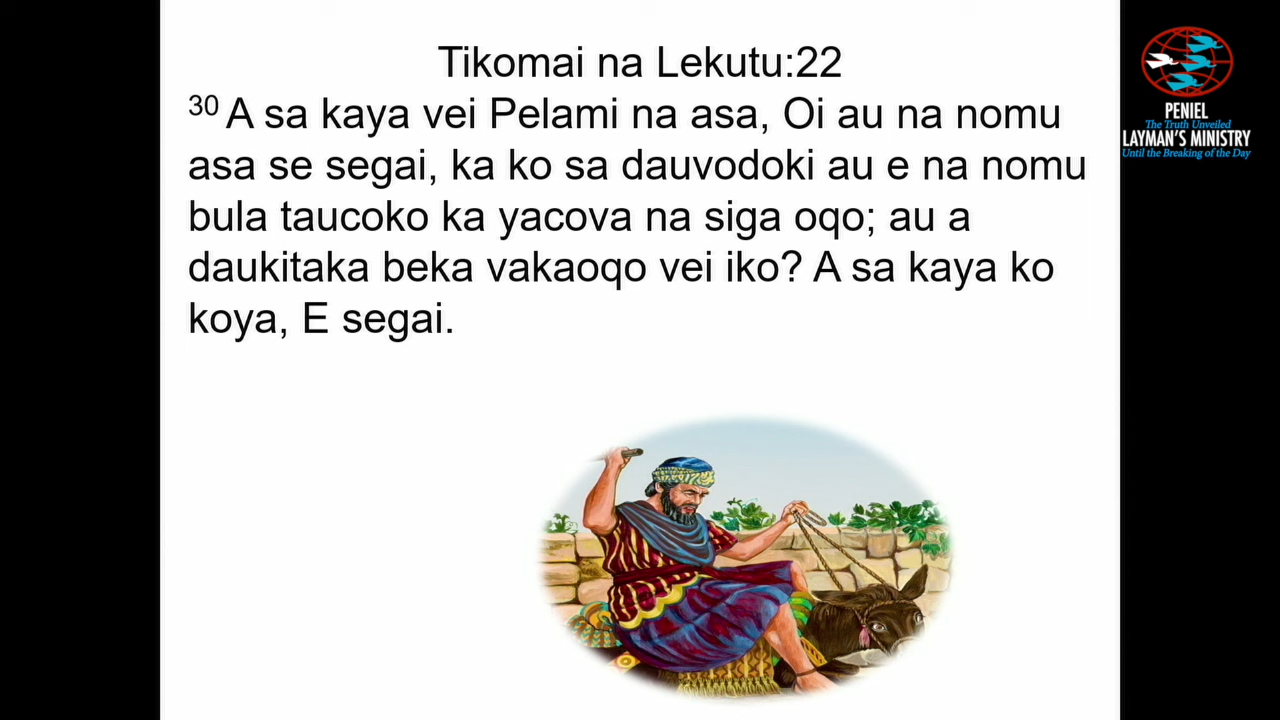 Tikomai na Lekutu:22
30 A sa kaya vei Pelami na asa, Oi au na nomu
asa se segai, ka ko sa dauvodoki au e na nomu
bula taucoko ka yacova na siga oqo; au a
daukitaka beka vakaoqo vei iko? A sa kaya ko
koya, E segai.
PENIEL
The Truth Unveiled
LAYMAN'S MINISTRY
Until the Breaking of the Day